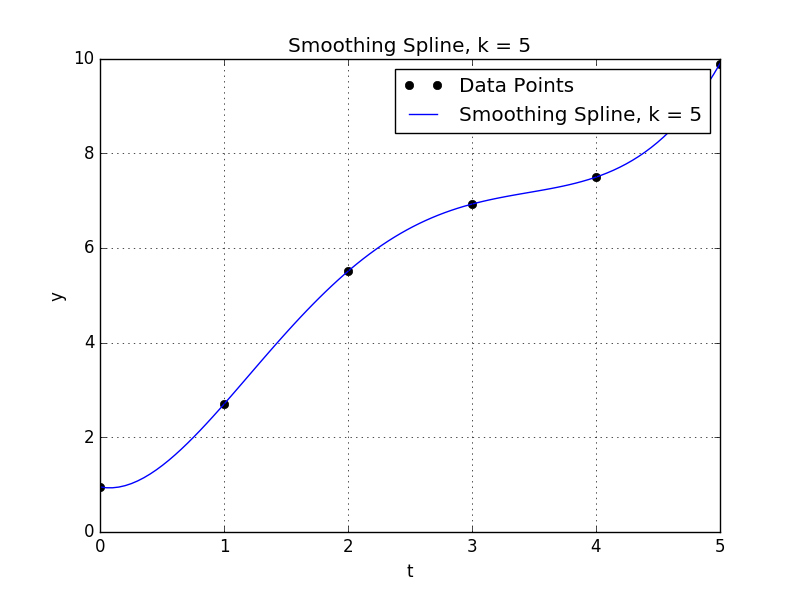 Smoothing Spline, k = 5
10
Data Points
Smoothing Spline, k = 5
8
6
y
4
2
0
0 1 2 3 4 5
t